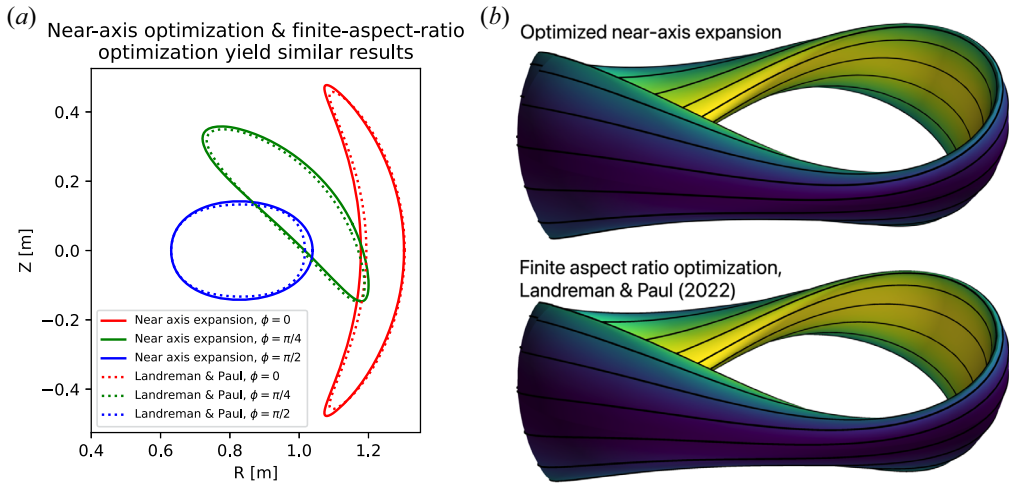 (a)
Near-axis optimization & finite-aspect-ratio
optimization yield similar results
Z [m]
0.4
0.2
0.0
−0.2
−0.4
Near axis expansion, ϕ = 0
Near axis expansion, ϕ = π/4
Near axis expansion, ϕ = π/2
Landreman & Paul, ϕ = 0
Landreman & Paul, ϕ = π/4
Landreman & Paul, ϕ = π/2
0.4 0.6 0.8 1.0 1.2
R [m]
(b)
Optimized near-axis expansion
Finite aspect ratio optimization,
Landreman & Paul (2022)